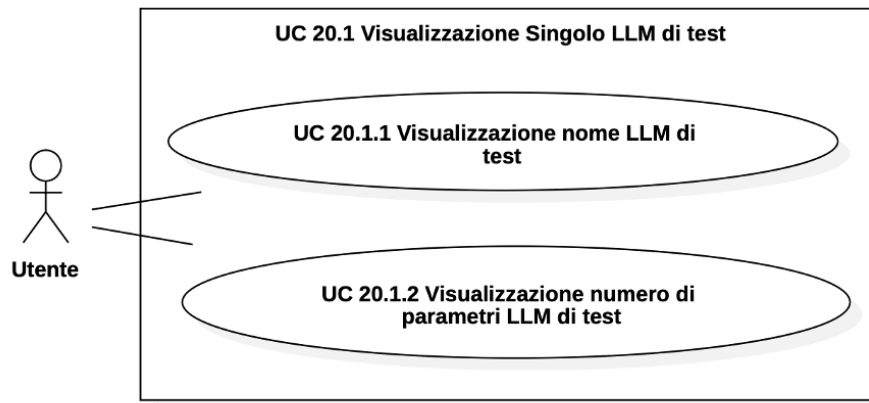 UC 20.1 Visualizzazione Singolo LLM di test
UC 20.1.1 Visualizzazione nome LLM di
test
Utente
UC 20.1.2 Visualizzazione numero di
parametri LLM di test